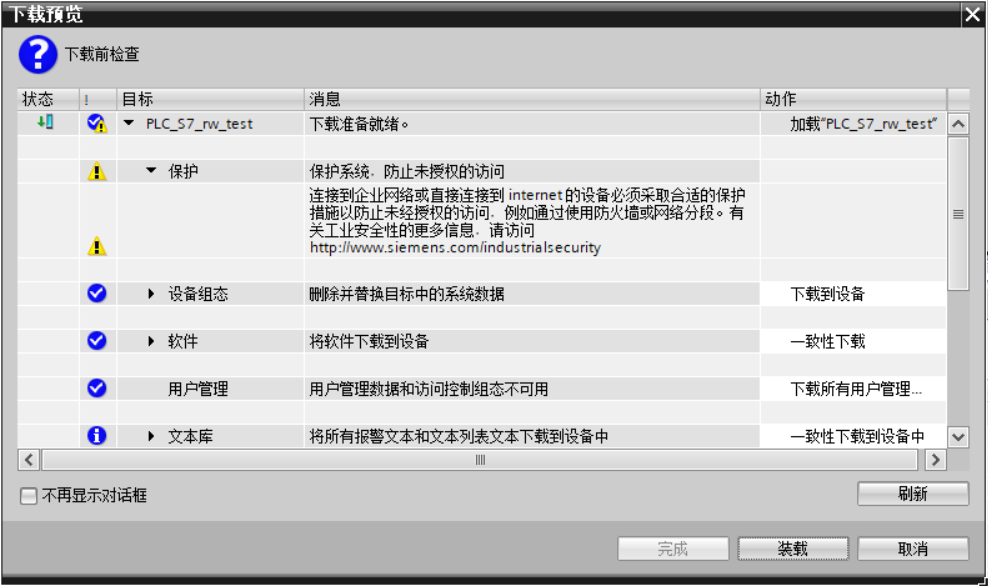 下载预览
下载前检查
状态 ! 目标 消息 动作
PLC_S7_rw_test 下载准备就绪。 加载“PLC_S7_rw_test”
保护 保护系统，防止未授权的访问
连接到企业网络或直接连接到 internet 的设备必须采取合适的保护
措施以防止未经授权的访问，例如通过使用防火墙或网络分段。有
关工业安全性的更多信息，请访问
http://www.siemens.com/industrialsecurity
设备组态 删除并替换目标中的系统数据 下载到设备
软件 将软件下载到设备 一致性下载
用户管理 用户管理数据和访问控制组态不可用 下载所有用户管理...
文本库 将所有报警文本和文本列表文本下载到设备中 一致性下载到设备中
不再显示对话框
刷新
完成 装载 取消